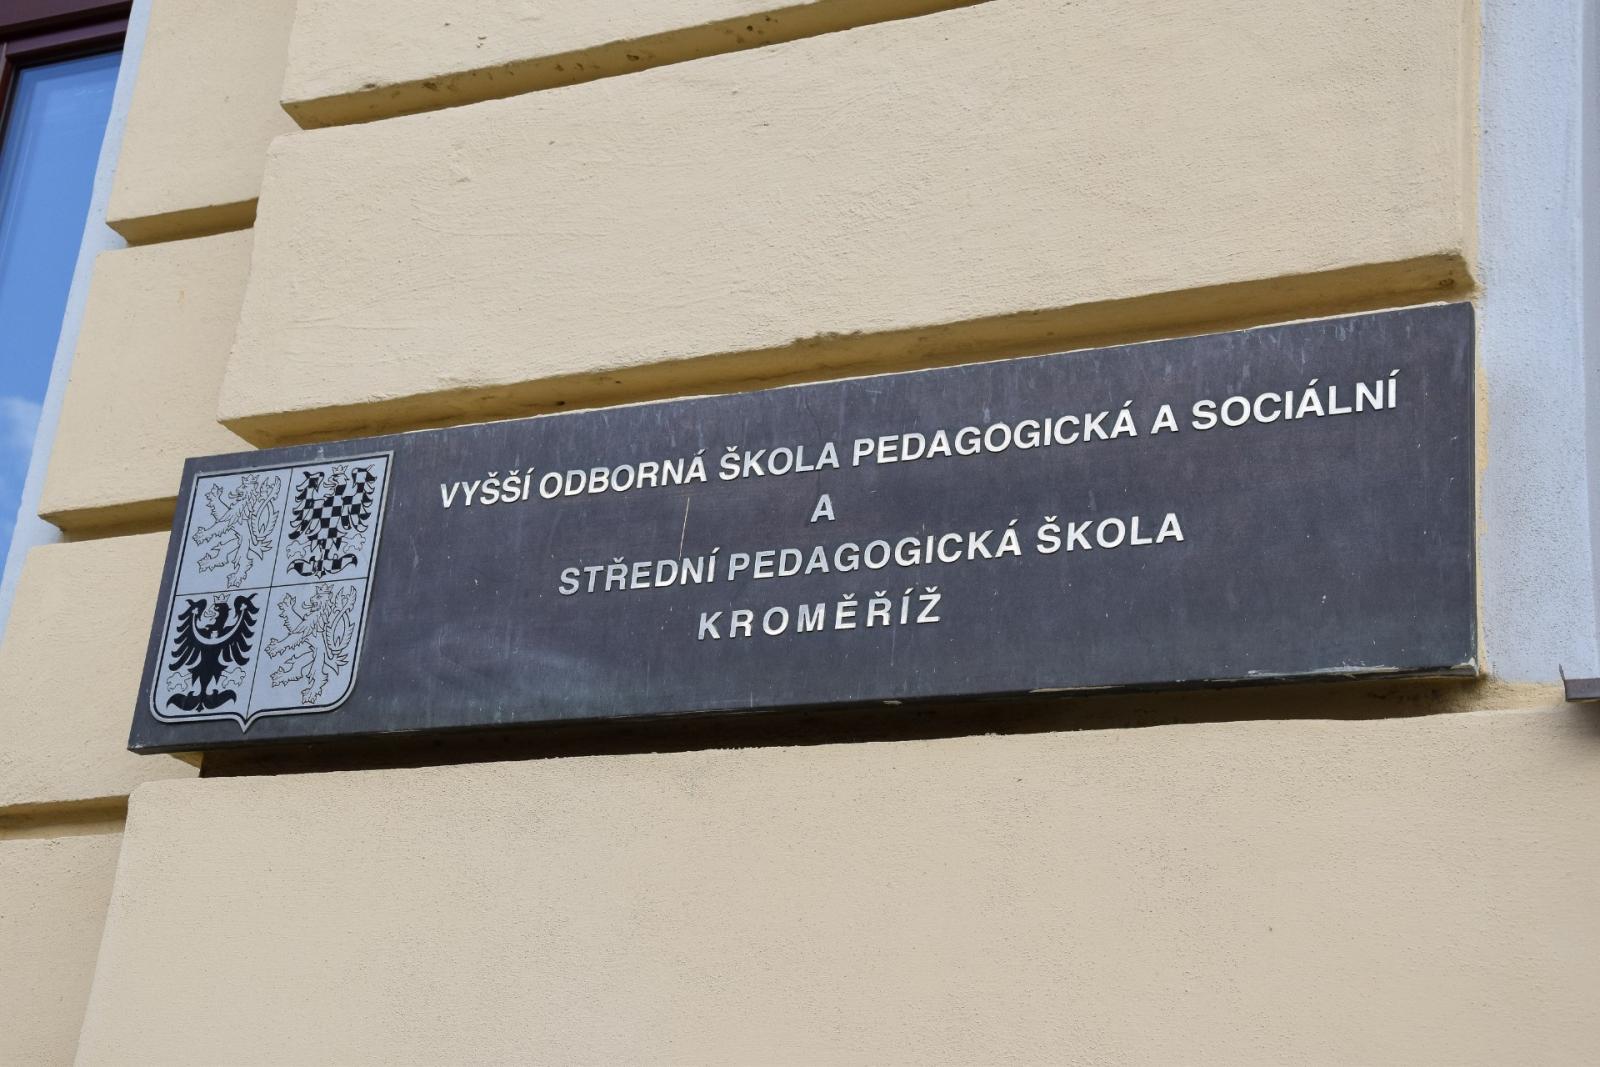 VYŠŠÍ ODBORNÁ ŠKOLA PEDAGOGICKÁ A SOCIÁLNÍ
A
STŘEDNÍ PEDAGOGICKÁ ŠKOLA
KROMĚŘÍŽ